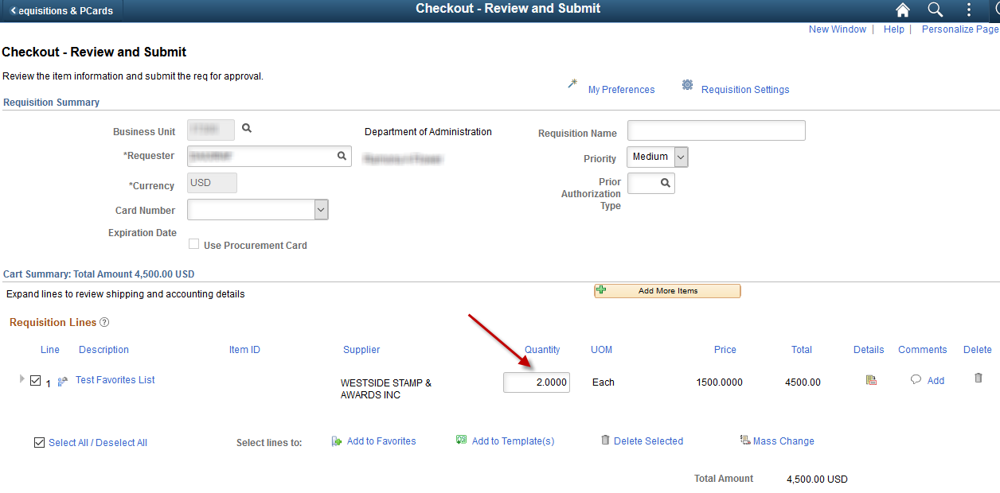 equisitions & PCards
Checkout - Review and Submit
New Window | Help | Personalize Page
Checkout - Review and Submit
Review the item information and submit the req for approval.
My Preferences
Requisition Settings
Requisition Summary
Business Unit
Department of Administration
Requisition Name
*Requester
Priority
Medium
*Currency
USD
Prior Authorization Type
Card Number
Expiration Date
Use Procurement Card
Cart Summary: Total Amount 4,500.00 USD
Expand lines to review shipping and accounting details
Add More Items
Requisition Lines ?
Line Description Item ID Supplier Quantity UOM Price Total Details Comments Delete
1 Test Favorites List WESTSIDE STAMP & AWARDS INC 2.0000 Each 1500.0000 4500.00 Add
Select All / Deselect All Select lines to: Add to Favorites Add to Template(s) Delete Selected Mass Change
Total Amount 4,500.00 USD